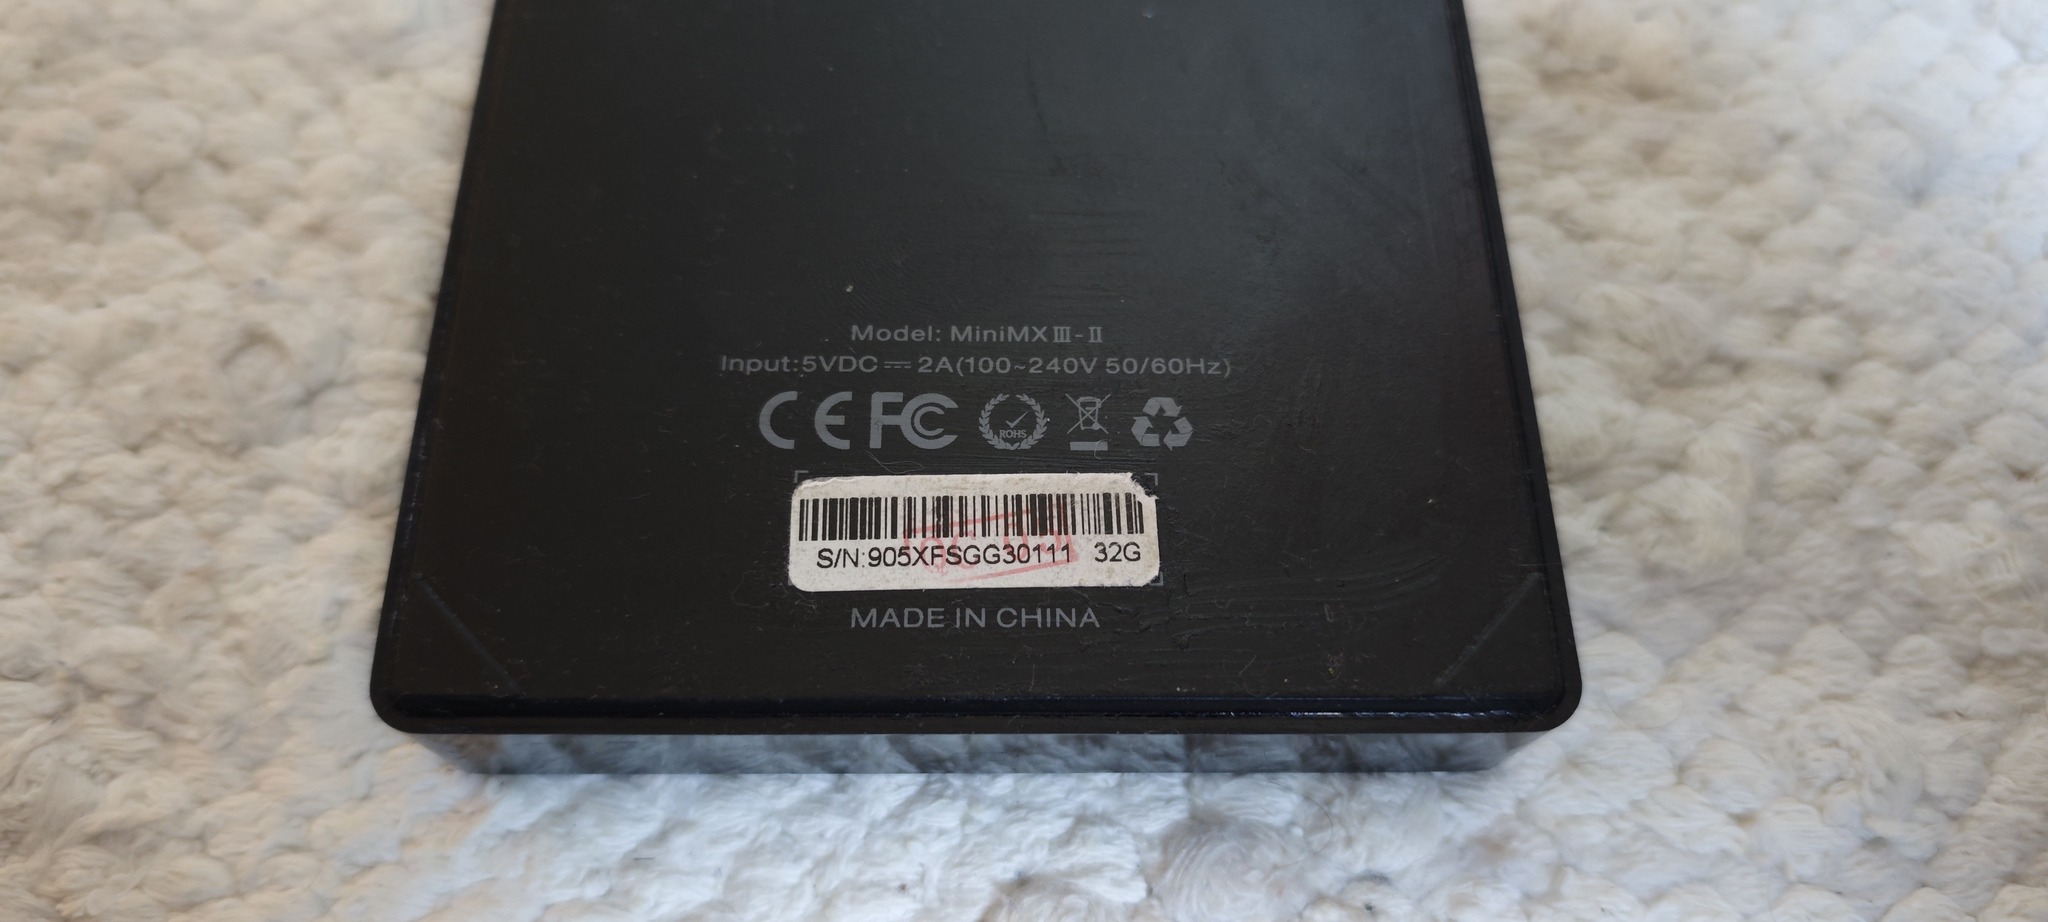 Model: MiniMXⅢ-Ⅱ
Input:5VDC⎓2A(100~240V 50/60Hz)
CE FC ROHS
S/N:905XFSGG30111 32G
MADE IN CHINA